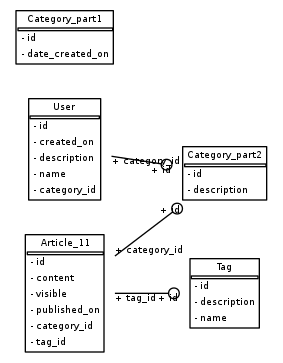 Category_part1
- id
- date_created_on
User
- id
- created_on
- description
- name
- category_id
+ category_id
+ id
Category_part2
- id
- description
+ id
Article_11
- id
- content
- visible
- published_on
- category_id
- tag_id
+ category_id
+ tag_id + id
Tag
- id
- description
- name